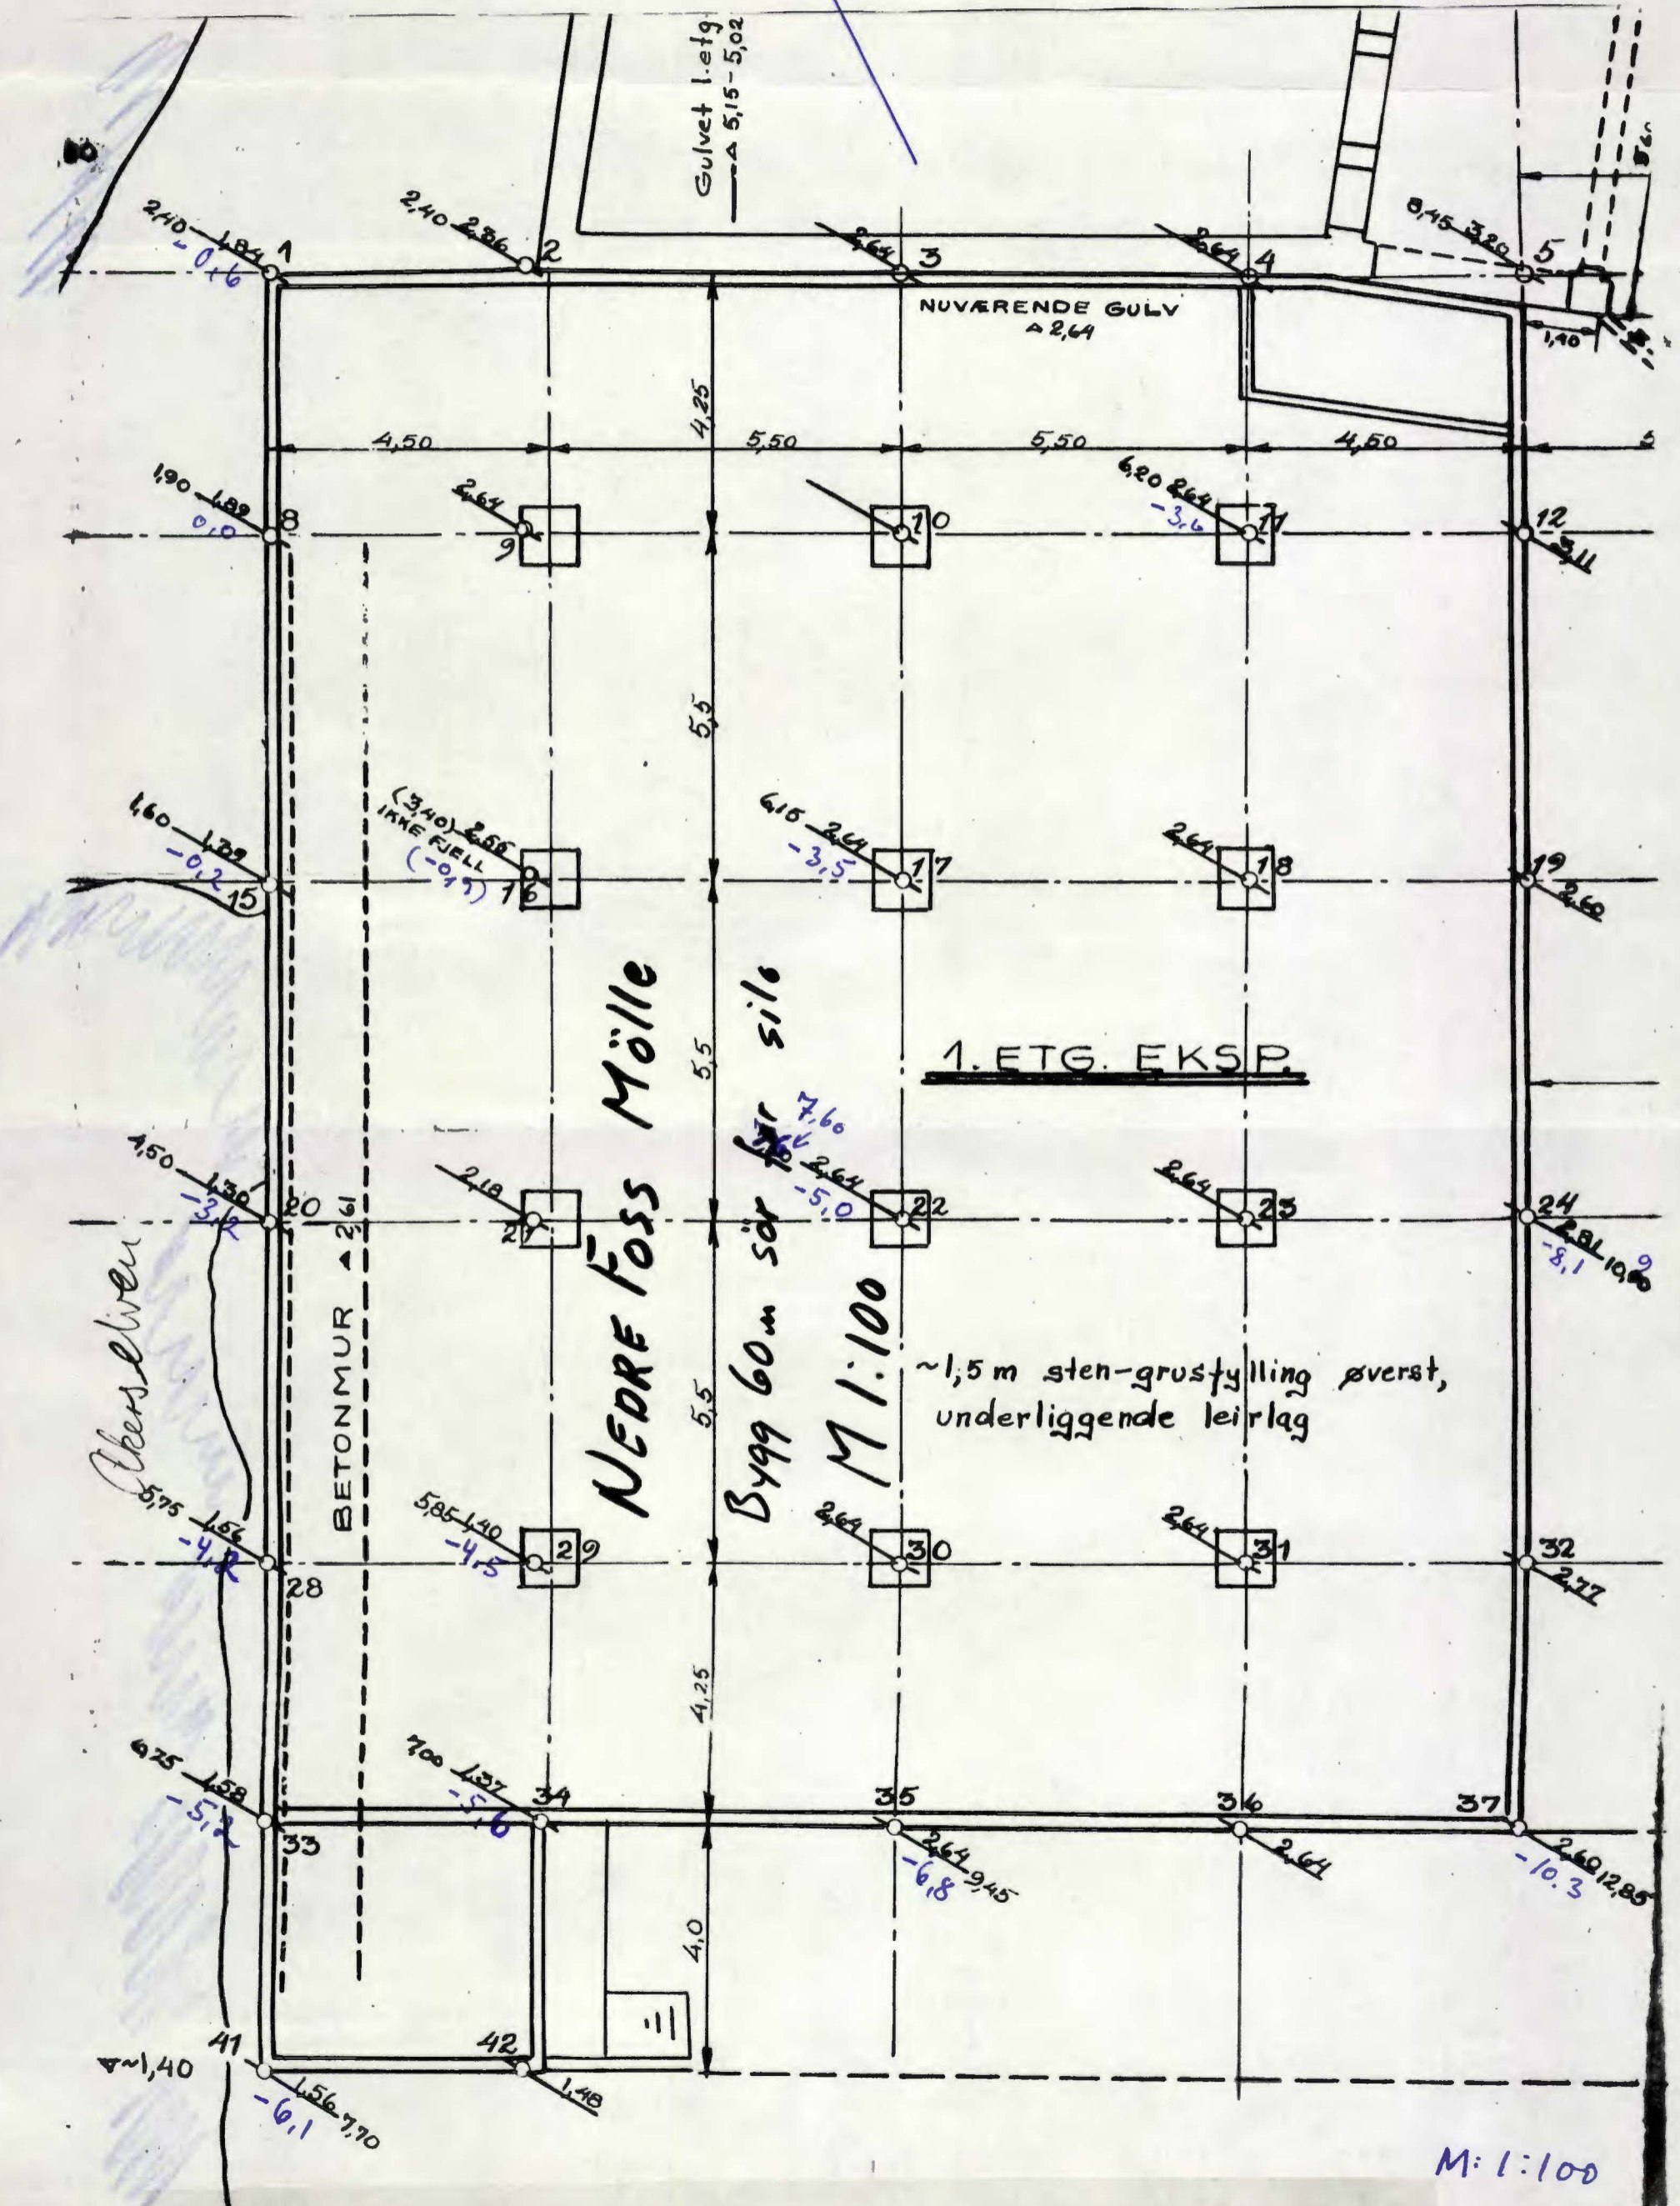 Gulvet 1.etg
5,15-5,02
2,40 1,84 1
-0,6
2,40 2,36 2
2,64 3
2,64 4
8,45 3,20 5
NUVÆRENDE GULV
2,64
1,40
4,25
4,50 5,50 5,50 4,50
1,90 1,89 8
0,0
2,64 9
10
6,20 2,64 11
-3,6
12
3,11
5,5
1,60 1,39 15
-0,2
(3,40) 2,56 16
IKKE FJELL
(-0,9)
6,15 2,64 17
-3,5
2,64 18
19
2,60
NEDRE FOSS Mölle
Bygg 60m sör for silo
M 1:100
1. ETG. EKSP.
5,5
4,50 1,30 20
-3,2
2,18 21
7,60
2,64 22
-5,0
2,64 23
24
2,81
-8,1
Akerselven
BETONMUR 2,61
~1,5 m sten-grusfylling øverst,
underliggende leirlag
5,5
5,75 1,56 28
-4,2
5,85 1,40 29
-4,5
2,64 30
2,64 31
32
2,77
4,25
6,75 1,58 33
-5,2
7,00 1,37 34
-5,6
35
2,64 9,45
-6,8
36
2,64
37
2,60 12,85
-10.3
4,0
~1,40
41
1,56 7,70
-6,1
42
1,48
M: 1:100